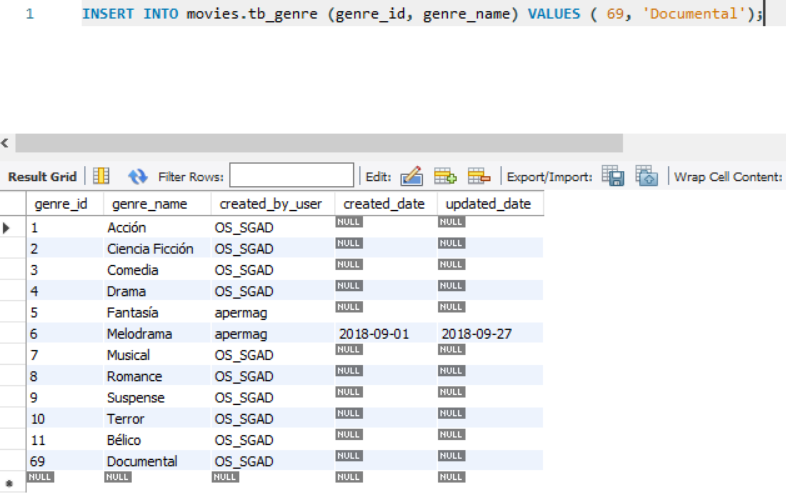 1 INSERT INTO movies.tb_genre (genre_id, genre_name) VALUES ( 69, 'Documental');
Result Grid Filter Rows: Edit: Export/Import: Wrap Cell Content:
genre_id genre_name created_by_user created_date updated_date
1 Acción OS_SGAD NULL NULL
2 Ciencia Ficción OS_SGAD NULL NULL
3 Comedia OS_SGAD NULL NULL
4 Drama OS_SGAD NULL NULL
5 Fantasía apermag NULL NULL
6 Melodrama apermag 2018-09-01 2018-09-27
7 Musical OS_SGAD NULL NULL
8 Romance OS_SGAD NULL NULL
9 Suspense OS_SGAD NULL NULL
10 Terror OS_SGAD NULL NULL
11 Bélico OS_SGAD NULL NULL
69 Documental OS_SGAD NULL NULL
NULL NULL NULL NULL NULL